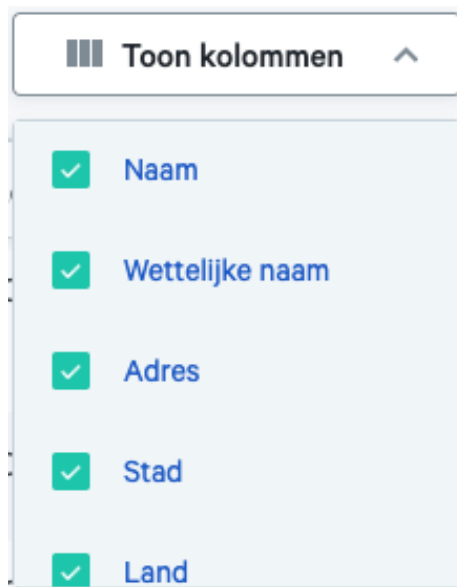 Toon kolommen
Naam
Wettelijke naam
Adres
Stad
Land